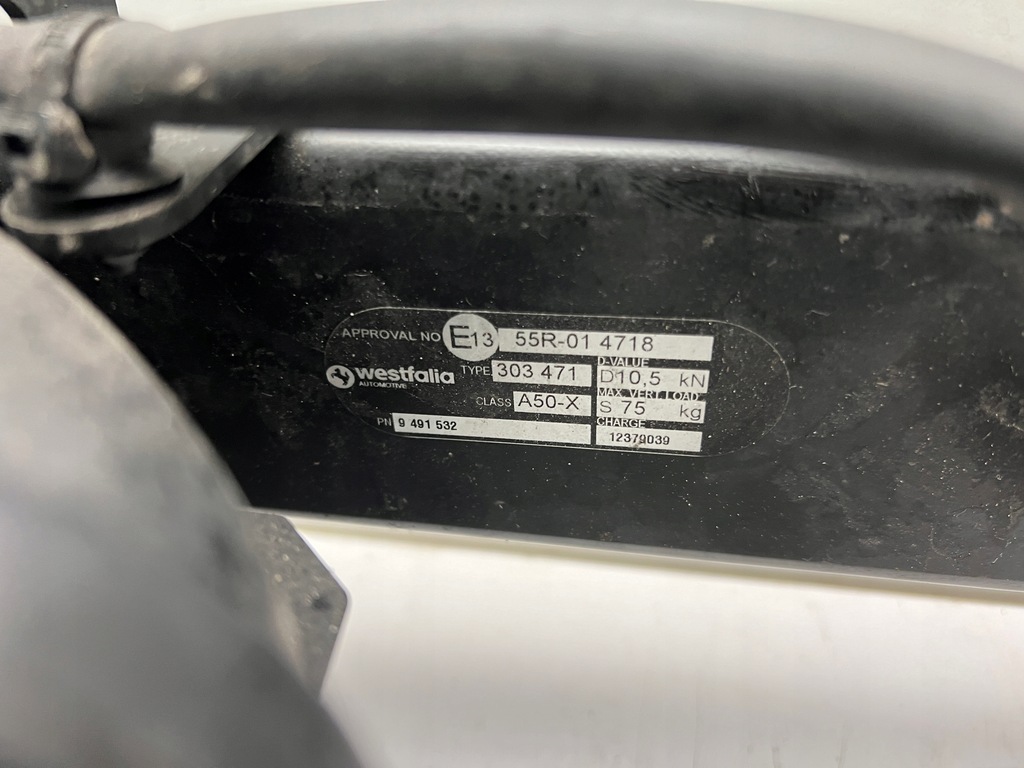 APPROVAL NO E13 55R-01 4718
westfalia
AUTOMOTIVE
TYPE 303 471
D-VALUE
D10,5 kN
CLASS A50-X
MAX. VERT. LOAD
S 75 kg
PN 9 491 532
CHARGE
12379039